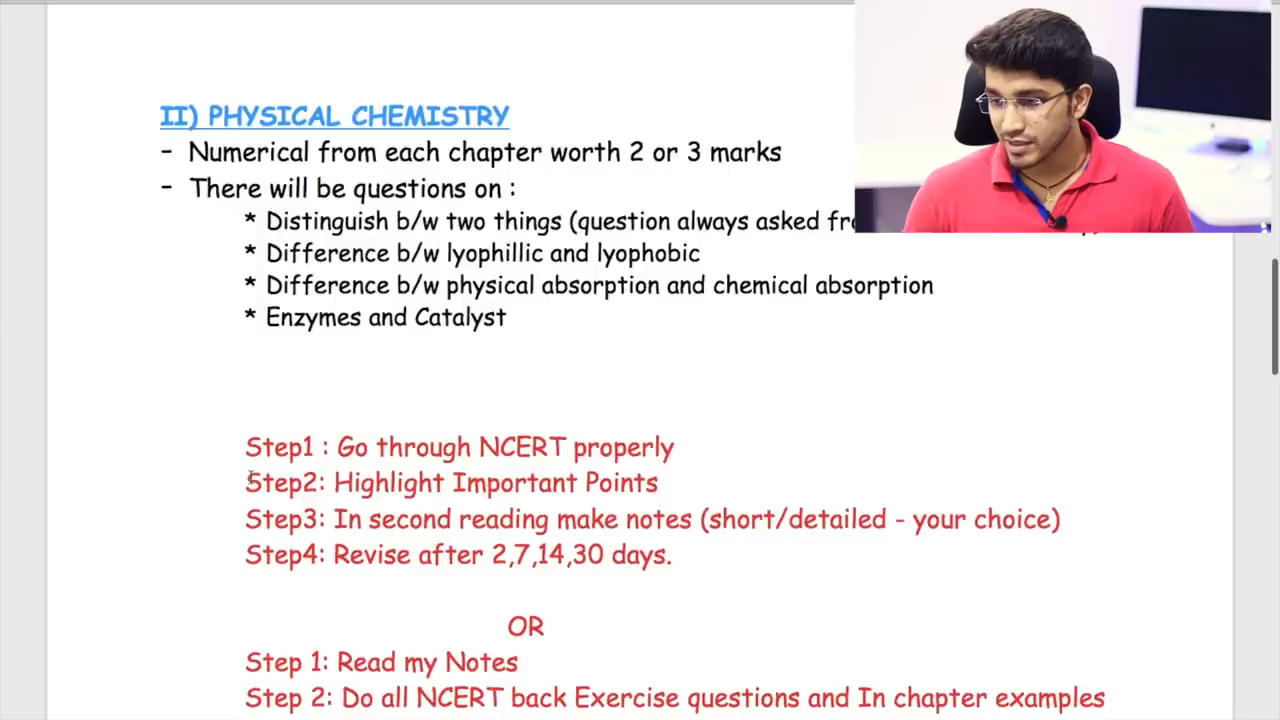 II) PHYSICAL CHEMISTRY
- Numerical from each chapter worth 2 or 3 marks
- There will be questions on :
* Distinguish b/w two things (question always asked
* Difference b/w lyophillic and lyophobic
* Difference b/w physical absorption and chemical absorption
* Enzymes and Catalyst
Step1 : Go through NCERT properly
Step2: Highlight Important Points
Step3: In second reading make notes (short/detailed - your choice)
Step4: Revise after 2,7,14,30 days.
OR
Step 1: Read my Notes
Step 2: Do all NCERT back Exercise questions and In chapter examples